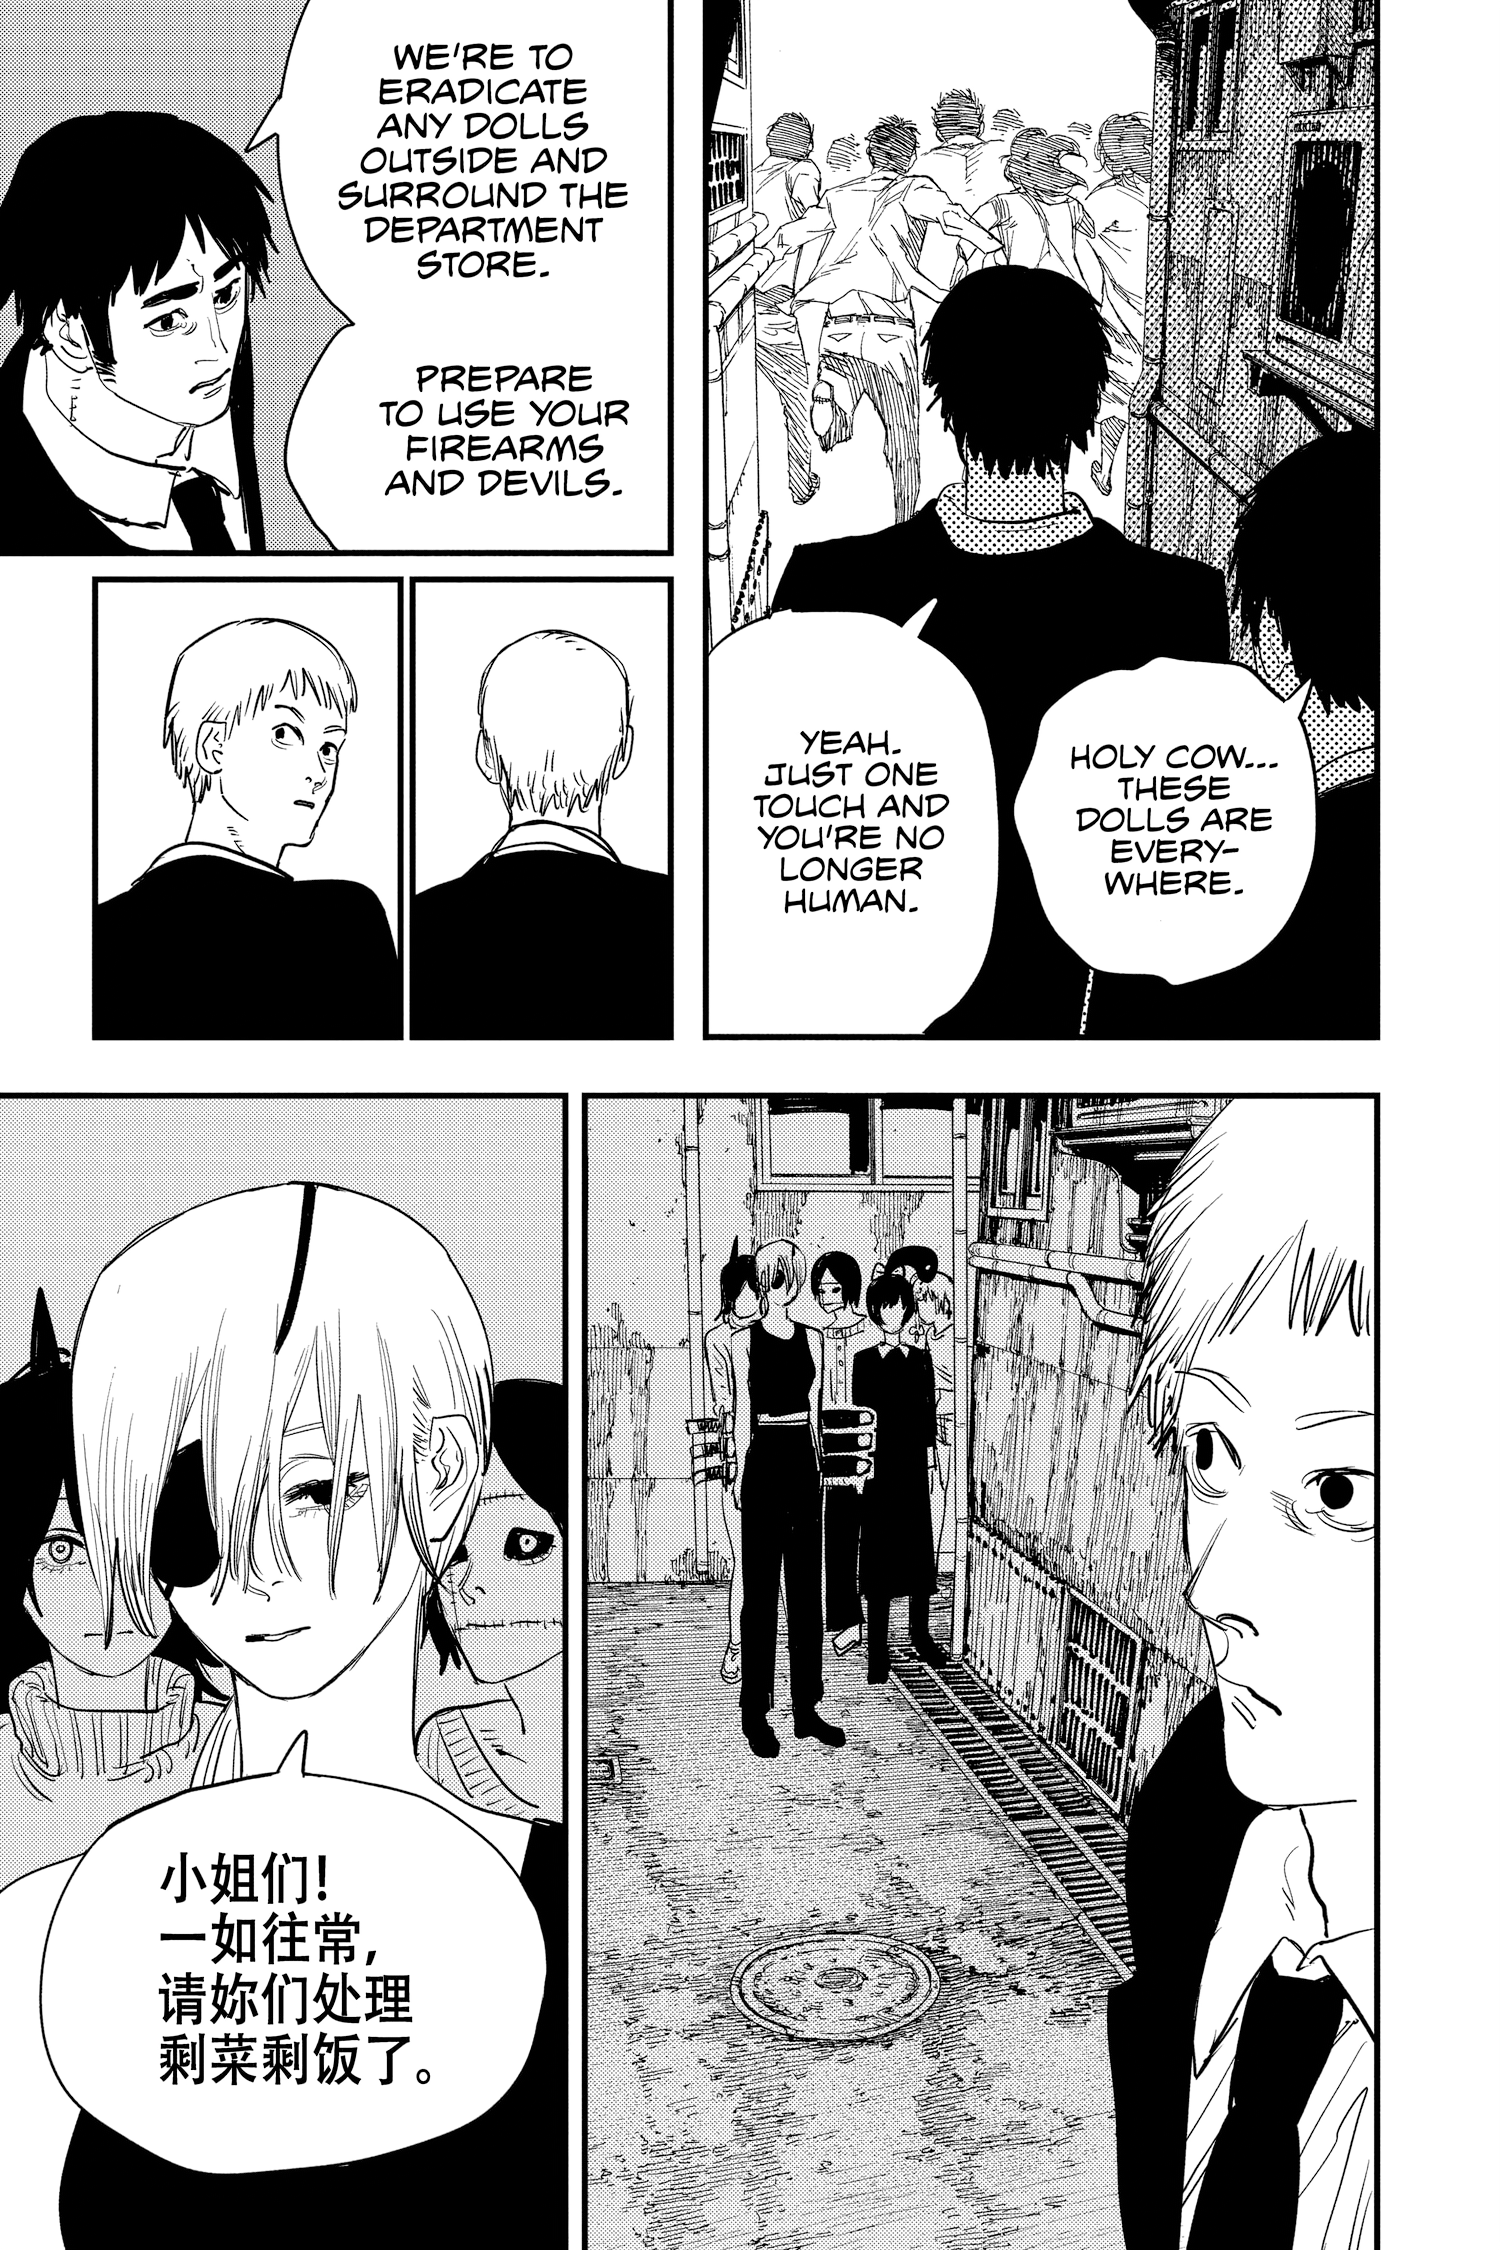 HOLY COW...
THESE
DOLLS ARE
EVERY-
WHERE.
YEAH.
JUST ONE
TOUCH AND
YOU'RE NO
LONGER
HUMAN.
WE'RE TO
ERADICATE
ANY DOLLS
OUTSIDE AND
SURROUND THE
DEPARTMENT
STORE.
PREPARE
TO USE YOUR
FIREARMS
AND DEVILS.
小姐们!
一如往常,
请妳们处理
剩菜剩饭了。